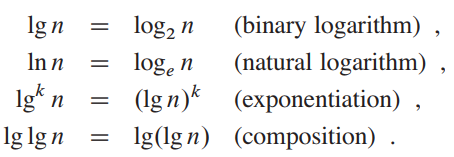 lg n = log₂ n (binary logarithm) ,
ln n = logₑ n (natural logarithm) ,
lgᵏ n = (lg n)ᵏ (exponentiation) ,
lg lg n = lg(lg n) (composition) .